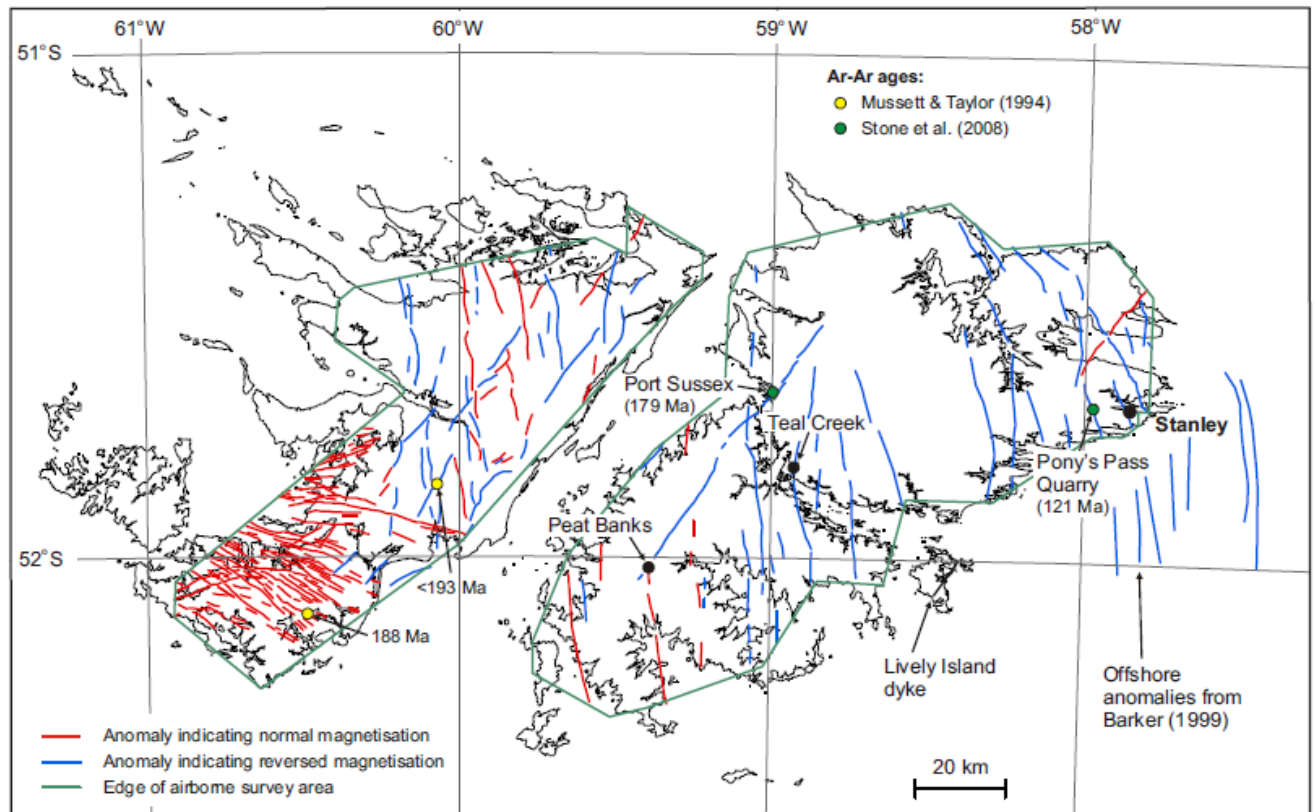 61°W
60°W
59°W
58°W
51°S
Ar-Ar ages:
Mussett & Taylor (1994)
Stone et al. (2008)
Port Sussex
(179 Ma)
Teal Creek
Stanley
Pony's Pass
Quarry
(121 Ma)
Peat Banks
52°S
<193 Ma
188 Ma
Lively Island
dyke
Offshore
anomalies from
Barker (1999)
Anomaly indicating normal magnetisation
Anomaly indicating reversed magnetisation
Edge of airborne survey area
20 km